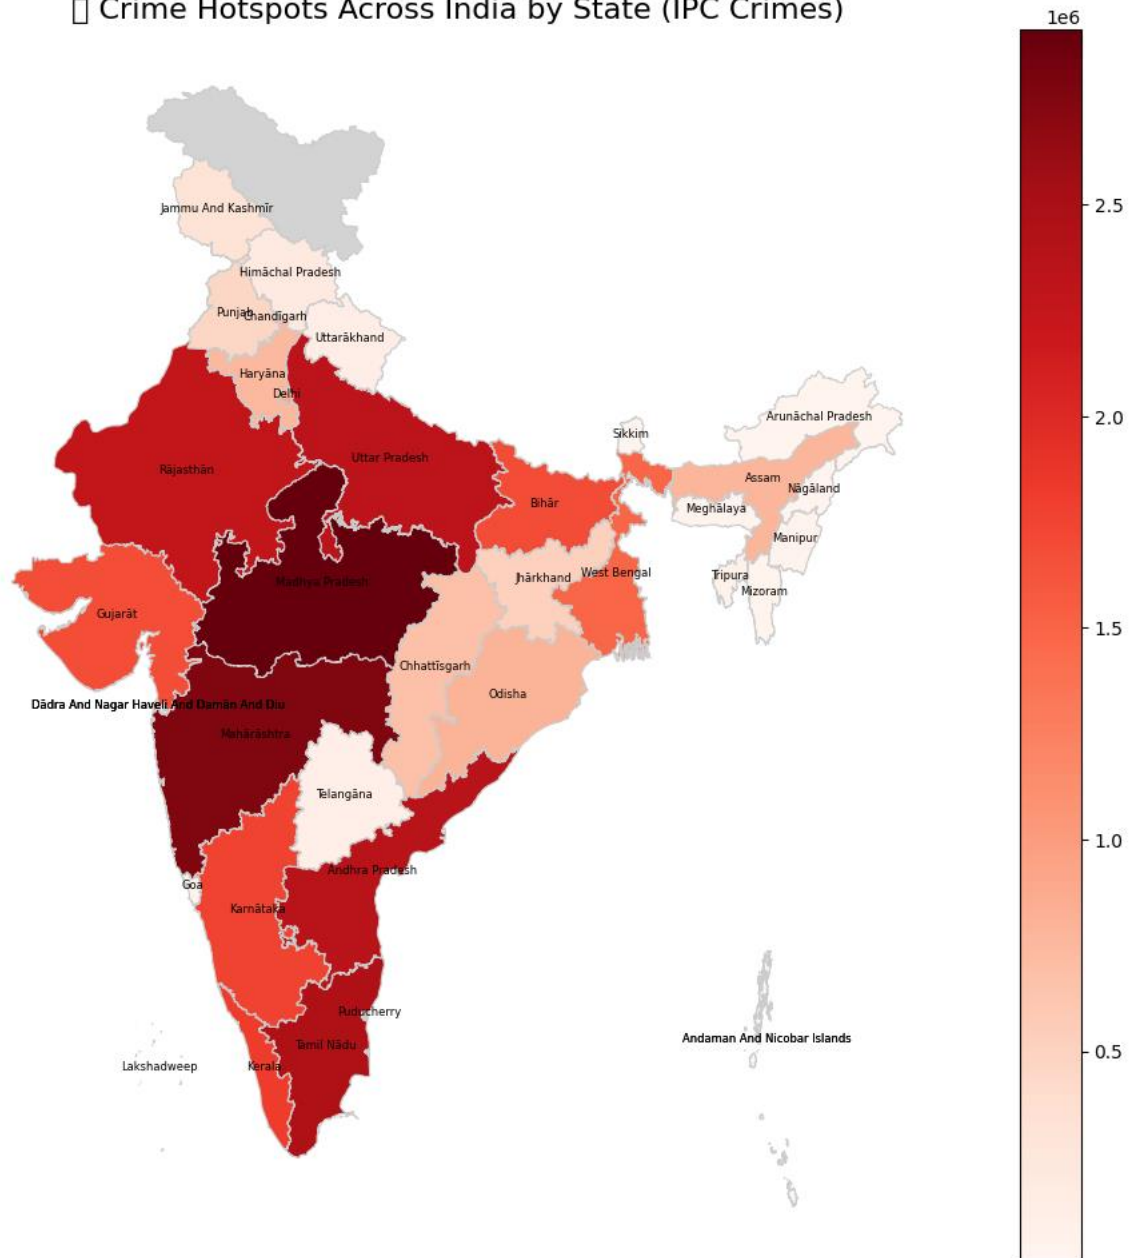 Crime Hotspots Across India by State (IPC Crimes)
1e6
2.5
2.0
1.5
1.0
0.5
Jammu And Kashmīr
Himāchal Pradesh
Punjab
Chandīgarh
Uttarākhand
Haryāna
Delhi
Arunāchal Pradesh
Sikkim
Uttar Pradesh
Rājasthān
Assam
Nāgāland
Bihār
Meghālaya
Manipur
West Bengal
Tripura
Jhārkhand
Madhya Pradesh
Mizoram
Gujarāt
Chhattīsgarh
Odisha
Dādra And Nagar Haveli And Damān And Diu
Mahārāshtra
Telangāna
Andhra Pradesh
Goa
Karnātaka
Puducherry
Andaman And Nicobar Islands
Tamil Nādu
Lakshadweep
Kerala